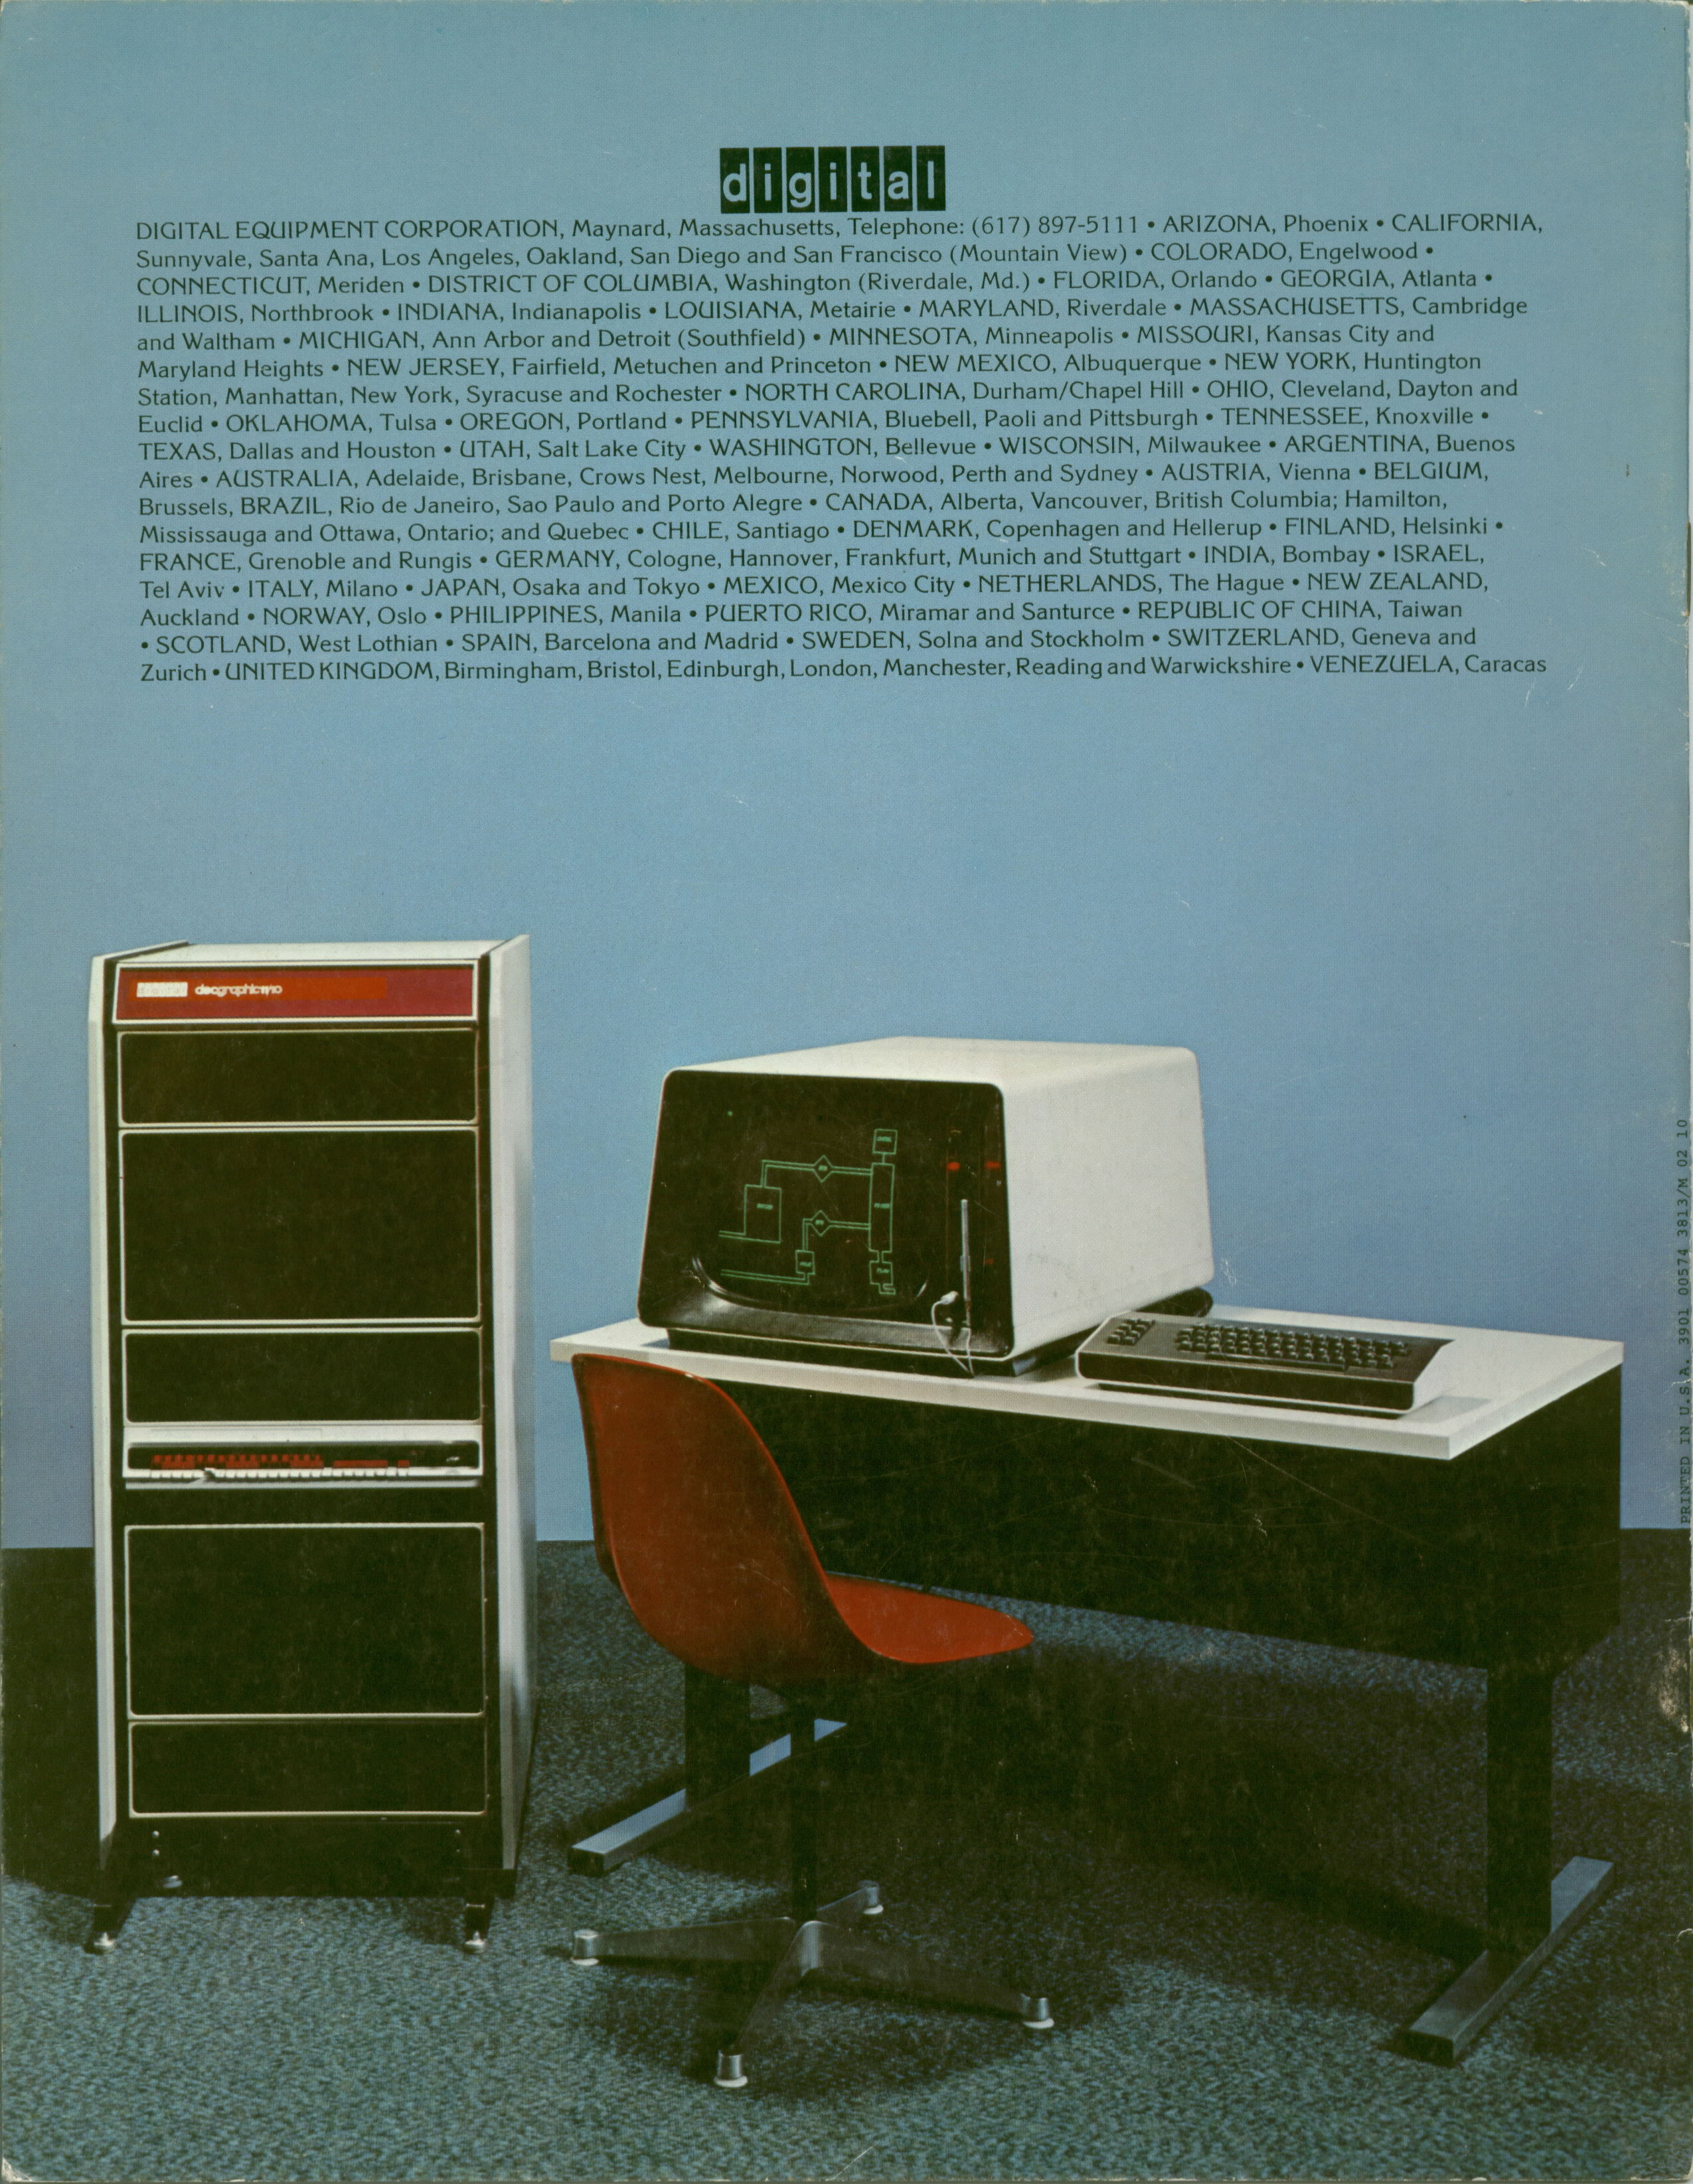 digital
DIGITAL EQUIPMENT CORPORATION, Maynard, Massachusetts, Telephone: (617) 897-5111 • ARIZONA, Phoenix • CALIFORNIA,
Sunnyvale, Santa Ana, Los Angeles, Oakland, San Diego and San Francisco (Mountain View) • COLORADO, Engelwood •
CONNECTICUT, Meriden • DISTRICT OF COLUMBIA, Washington (Riverdale, Md.) • FLORIDA, Orlando • GEORGIA, Atlanta •
ILLINOIS, Northbrook • INDIANA, Indianapolis • LOUISIANA, Metairie • MARYLAND, Riverdale • MASSACHUSETTS, Cambridge
and Waltham • MICHIGAN, Ann Arbor and Detroit (Southfield) • MINNESOTA, Minneapolis • MISSOURI, Kansas City and
Maryland Heights • NEW JERSEY, Fairfield, Metuchen and Princeton • NEW MEXICO, Albuquerque • NEW YORK, Huntington
Station, Manhattan, New York, Syracuse and Rochester • NORTH CAROLINA, Durham/Chapel Hill • OHIO, Cleveland, Dayton and
Euclid • OKLAHOMA, Tulsa • OREGON, Portland • PENNSYLVANIA, Bluebell, Paoli and Pittsburgh • TENNESSEE, Knoxville •
TEXAS, Dallas and Houston • UTAH, Salt Lake City • WASHINGTON, Bellevue • WISCONSIN, Milwaukee • ARGENTINA, Buenos
Aires • AUSTRALIA, Adelaide, Brisbane, Crows Nest, Melbourne, Norwood, Perth and Sydney • AUSTRIA, Vienna • BELGIUM,
Brussels, BRAZIL, Rio de Janeiro, Sao Paulo and Porto Alegre • CANADA, Alberta, Vancouver, British Columbia; Hamilton,
Mississauga and Ottawa, Ontario; and Quebec • CHILE, Santiago • DENMARK, Copenhagen and Hellerup • FINLAND, Helsinki •
FRANCE, Grenoble and Rungis • GERMANY, Cologne, Hannover, Frankfurt, Munich and Stuttgart • INDIA, Bombay • ISRAEL,
Tel Aviv • ITALY, Milano • JAPAN, Osaka and Tokyo • MEXICO, Mexico City • NETHERLANDS, The Hague • NEW ZEALAND,
Auckland • NORWAY, Oslo • PHILIPPINES, Manila • PUERTO RICO, Miramar and Santurce • REPUBLIC OF CHINA, Taiwan
• SCOTLAND, West Lothian • SPAIN, Barcelona and Madrid • SWEDEN, Solna and Stockholm • SWITZERLAND, Geneva and
Zurich • UNITED KINGDOM, Birmingham, Bristol, Edinburgh, London, Manchester, Reading and Warwickshire • VENEZUELA, Caracas
decgraphic
PRINTED IN U.S.A. 3901 00574 3813/M 02 10